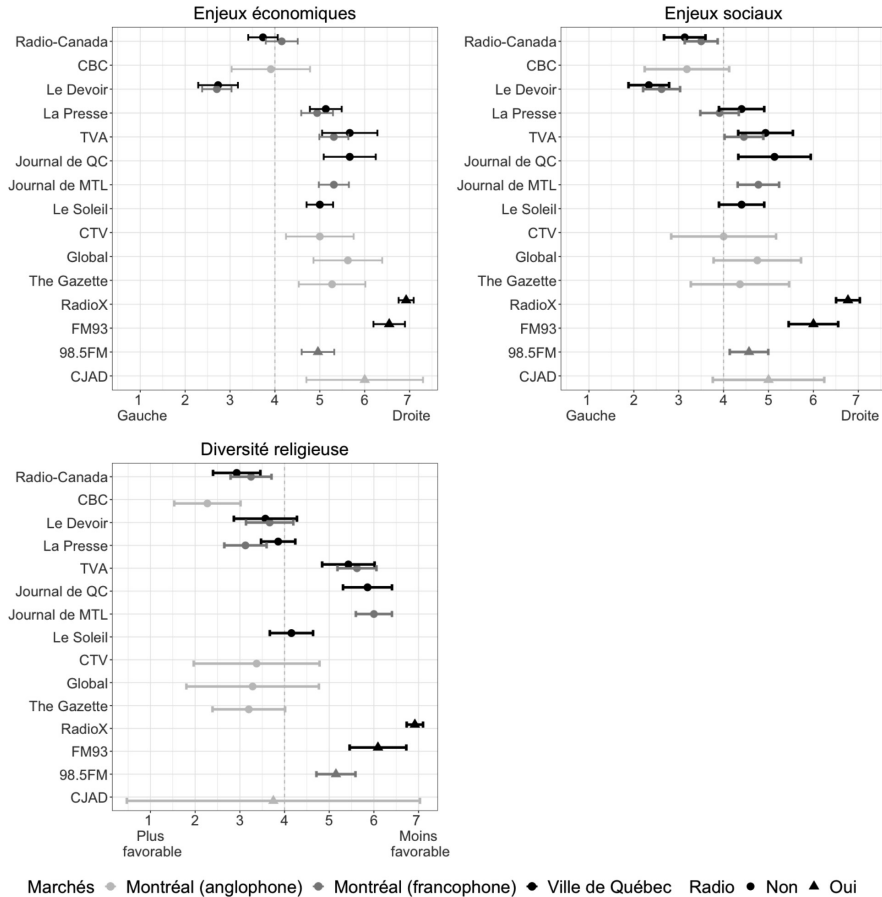 Enjeux économiques
Radio-Canada
CBC
Le Devoir
La Presse
TVA
Journal de QC
Journal de MTL
Le Soleil
CTV
Global
The Gazette
RadioX
FM93
98.5FM
CJAD
1 2 3 4 5 6 7
Gauche Droite
Enjeux sociaux
Radio-Canada
CBC
Le Devoir
La Presse
TVA
Journal de QC
Journal de MTL
Le Soleil
CTV
Global
The Gazette
RadioX
FM93
98.5FM
CJAD
1 2 3 4 5 6 7
Gauche Droite
Diversité religieuse
Radio-Canada
CBC
Le Devoir
La Presse
TVA
Journal de QC
Journal de MTL
Le Soleil
CTV
Global
The Gazette
RadioX
FM93
98.5FM
CJAD
1 2 3 4 5 6 7
Plus Moins
favorable favorable
Marchés Montréal (anglophone) Montréal (francophone) Ville de Québec Radio Non Oui